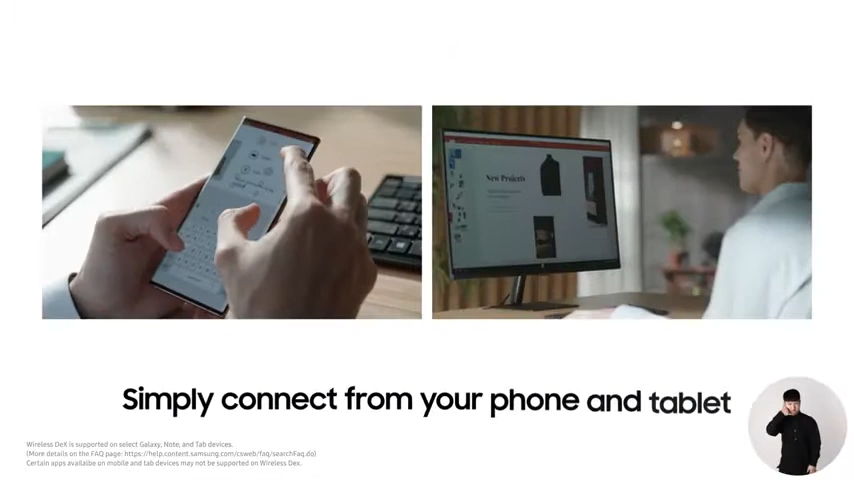 New Projects
Simply connect from your phone and tablet
Wireless DeX is supported on select Galaxy, Note, and Tab devices.
(More details on the FAQ page: https://help.content.samsung.com/csweb/faq/searchFaq.do)
Certain apps availalbe on mobile and tab devices may not be supported on Wireless Dex.